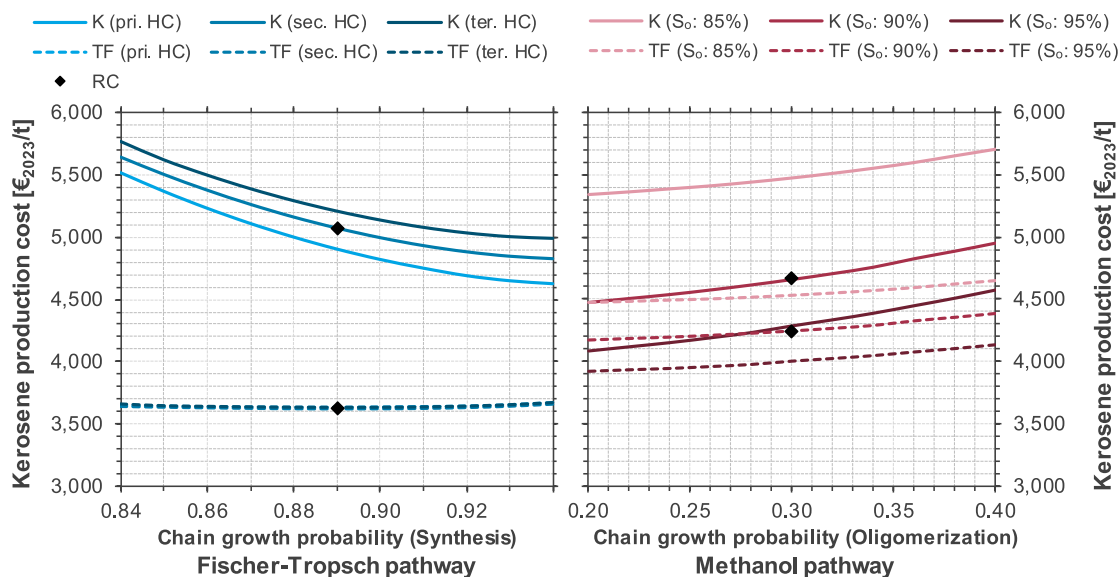 K (pri. HC) K (sec. HC) K (ter. HC)
TF (pri. HC) TF (sec. HC) TF (ter. HC)
RC
K (Sₒ: 85%) K (Sₒ: 90%) K (Sₒ: 95%)
TF (Sₒ: 85%) TF (Sₒ: 90%) TF (Sₒ: 95%)
Kerosene production cost [€₂₀₂₃/t]
6,000
5,500
5,000
4,500
4,000
3,500
3,000
0.84 0.86 0.88 0.90 0.92
Chain growth probability (Synthesis)
Fischer-Tropsch pathway
0.20 0.25 0.30 0.35 0.40
Chain growth probability (Oligomerization)
Methanol pathway
6,000
5,500
5,000
4,500
4,000
3,500
3,000
Kerosene production cost [€₂₀₂₃/t]